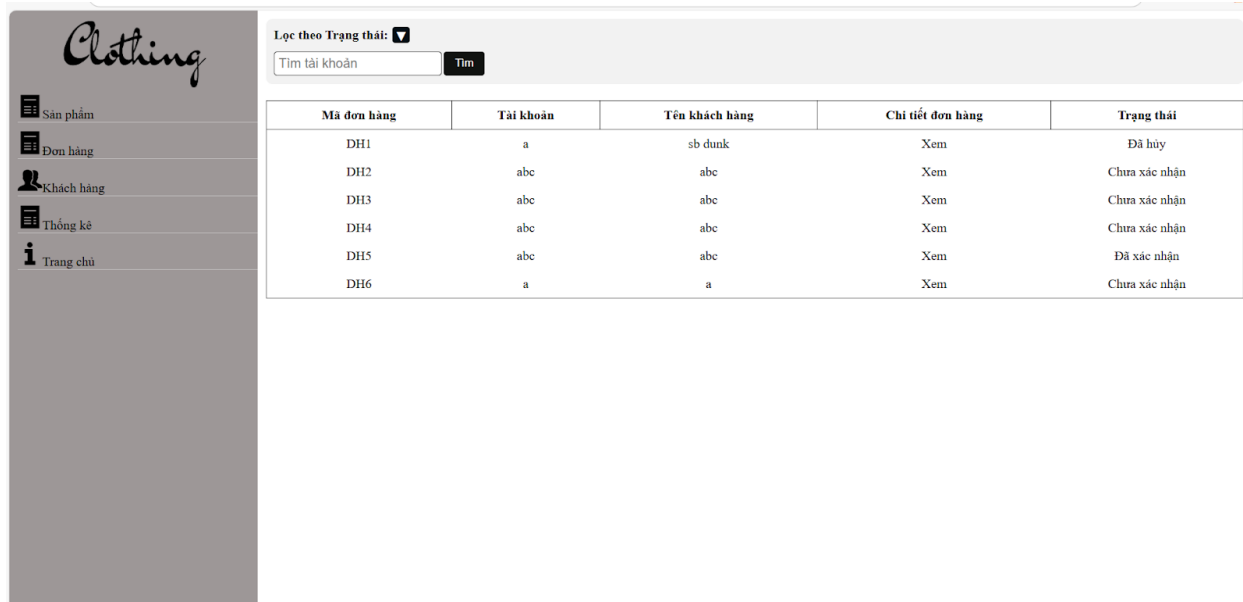 Clothing
Sản phẩm
Đơn hàng
Khách hàng
Thống kê
Trang chủ
Lọc theo Trạng thái:
Tìm tài khoản Tìm
Mã đơn hàng Tài khoản Tên khách hàng Chi tiết đơn hàng Trạng thái
DH1 a sb dunk Xem Đã hủy
DH2 abc abc Xem Chưa xác nhận
DH3 abc abc Xem Chưa xác nhận
DH4 abc abc Xem Chưa xác nhận
DH5 abc abc Xem Đã xác nhận
DH6 a a Xem Chưa xác nhận